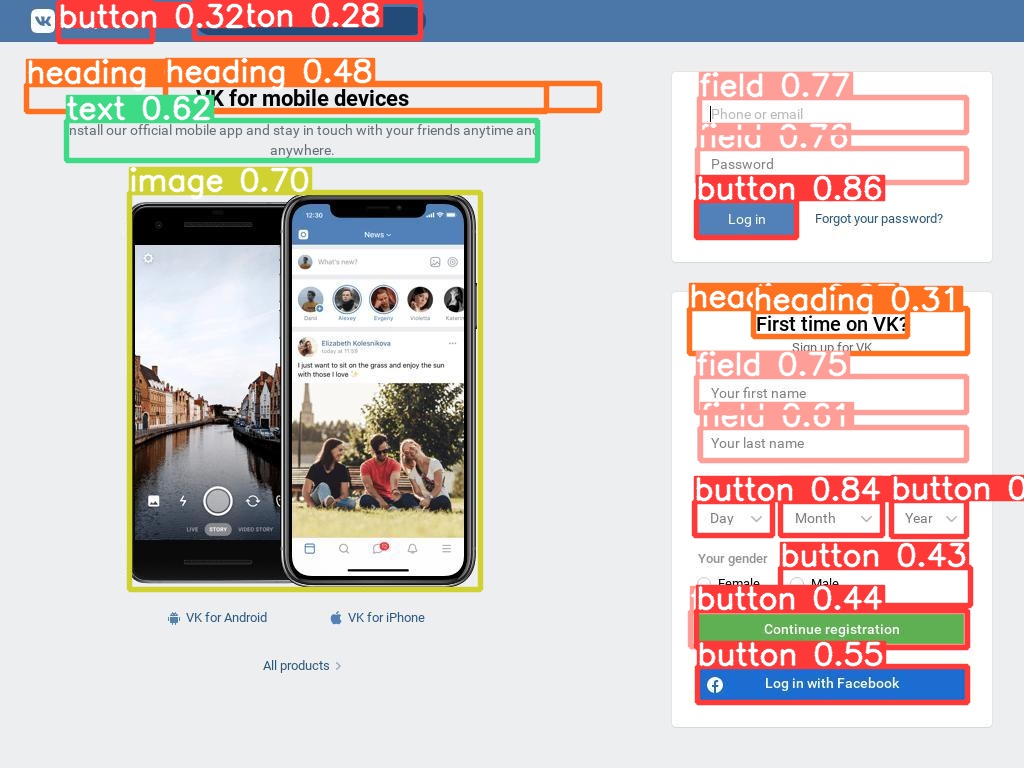 button 0.32ton 0.28
heading heading 0.48
VK for mobile devices
text 0.62
nstall our official mobile app and stay in touch with your friends anytime and
anywhere.
image 0.70
12:30
News
What's new?
Alexey Evgeny Violetta
Elizabeth Kolesnikova
today at 11:59
I just want to sit on the grass and enjoy the sun
with those I love ✨
LIVE STORY VIDEO STORY
VK for Android
VK for iPhone
All products
field 0.77
Phone or email
field 0.76
Password
button 0.86
Log in
Forgot your password?
heading 0.31
First time on VK?
Sign up for VK
field 0.75
Your first name
field 0.61
Your last name
button 0.84 button 0
Day Month Year
Your gender
button 0.43
Female Male
button 0.44
Continue registration
button 0.55
Log in with Facebook